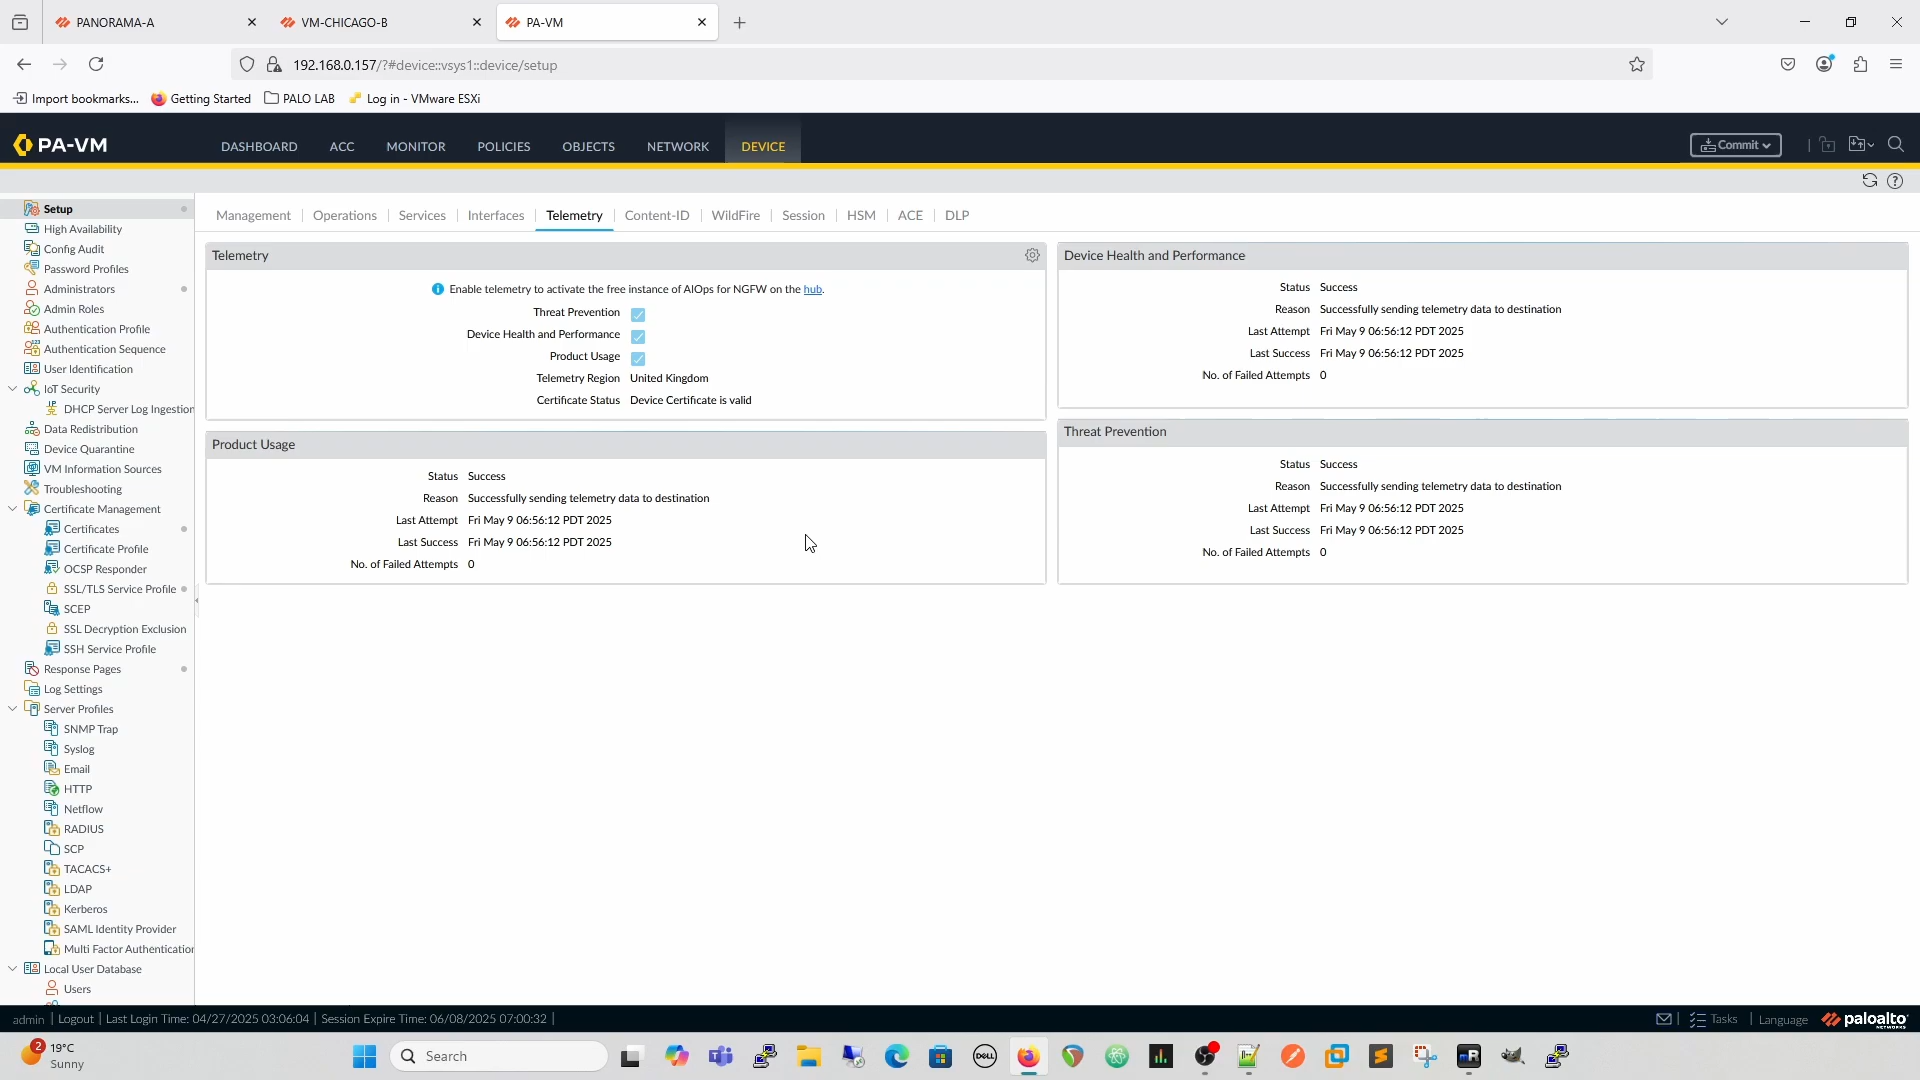 PANORAMA-A
VM-CHICAGO-B
PA-VM
192.168.0.157/?#device::vsys1::device/setup
Import bookmarks...
Getting Started
PALO LAB
Log in - VMware ESXi
PA-VM
DASHBOARD
ACC
MONITOR
POLICIES
OBJECTS
NETWORK
DEVICE
Commit
Setup
High Availability
Config Audit
Password Profiles
Administrators
Admin Roles
Authentication Profile
Authentication Sequence
User Identification
IoT Security
DHCP Server Log Ingestion
Data Redistribution
Device Quarantine
VM Information Sources
Troubleshooting
Certificate Management
Certificates
Certificate Profile
OCSP Responder
SSL/TLS Service Profile
SCEP
SSL Decryption Exclusion
SSH Service Profile
Response Pages
Log Settings
Server Profiles
SNMP Trap
Syslog
Email
HTTP
Netflow
RADIUS
SCP
TACACS+
LDAP
Kerberos
SAML Identity Provider
Multi Factor Authentication
Local User Database
Users
Management
Operations
Services
Interfaces
Telemetry
Content-ID
WildFire
Session
HSM
ACE
DLP
Telemetry
Enable telemetry to activate the free instance of AIOps for NGFW on the hub.
Threat Prevention
Device Health and Performance
Product Usage
Telemetry Region United Kingdom
Certificate Status Device Certificate is valid
Product Usage
Status Success
Reason Successfully sending telemetry data to destination
Last Attempt Fri May 9 06:56:12 PDT 2025
Last Success Fri May 9 06:56:12 PDT 2025
No. of Failed Attempts 0
Device Health and Performance
Status Success
Reason Successfully sending telemetry data to destination
Last Attempt Fri May 9 06:56:12 PDT 2025
Last Success Fri May 9 06:56:12 PDT 2025
No. of Failed Attempts 0
Threat Prevention
Status Success
Reason Successfully sending telemetry data to destination
Last Attempt Fri May 9 06:56:12 PDT 2025
Last Success Fri May 9 06:56:12 PDT 2025
No. of Failed Attempts 0
admin | Logout | Last Login Time: 04/27/2025 03:06:04 | Session Expire Time: 06/08/2025 07:00:32 |
Tasks | Language
paloalto
NETWORKS
2
19°C
Sunny
Search
DELL